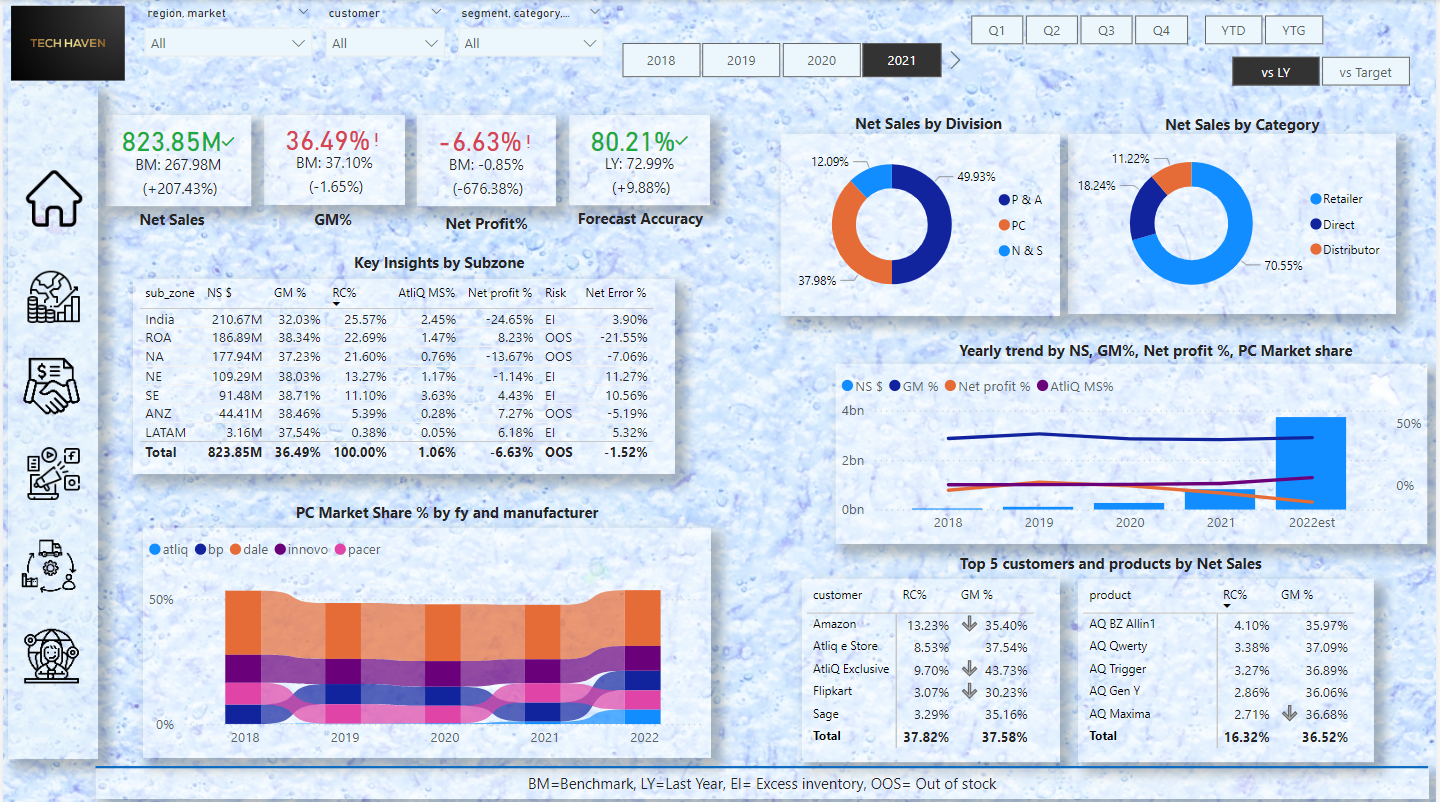 TECH HAVEN
region, market
customer
segment, category,...
All
All
All
2018
2019
2020
2021
Q1
Q2
Q3
Q4
YTD
YTG
vs LY
vs Target
823.85M
BM: 267.98M
(+207.43%)
Net Sales
36.49%!
BM: 37.10%
(-1.65%)
GM%
-6.63%!
BM: -0.85%
(-676.38%)
Net Profit%
80.21%
LY: 72.99%
(+9.88%)
Forecast Accuracy
Net Sales by Division
12.09%
49.93%
37.98%
P & A
PC
N & S
Net Sales by Category
11.22%
18.24%
70.55%
Retailer
Direct
Distributor
Key Insights by Subzone
sub_zone NS $ GM % RC% AtliQ MS% Net profit % Risk Net Error %
India 210.67M 32.03% 25.57% 2.45% -24.65% EI 3.90%
ROA 186.89M 38.34% 22.69% 1.47% 8.23% OOS -21.55%
NA 177.94M 37.23% 21.60% 0.76% -13.67% OOS -7.06%
NE 109.29M 38.03% 13.27% 1.17% -1.14% EI 11.27%
SE 91.48M 38.71% 11.10% 3.63% 4.43% EI 10.56%
ANZ 44.41M 38.46% 5.39% 0.28% 7.27% OOS -5.19%
LATAM 3.16M 37.54% 0.38% 0.05% 6.18% EI 5.32%
Total 823.85M 36.49% 100.00% 1.06% -6.63% OOS -1.52%
Yearly trend by NS, GM%, Net profit %, PC Market share
NS $ GM % Net profit % AtliQ MS%
4bn
2bn
0bn
50%
0%
2018 2019 2020 2021 2022est
PC Market Share % by fy and manufacturer
atliq bp dale innovo pacer
50%
0%
2018 2019 2020 2021 2022
Top 5 customers and products by Net Sales
customer RC% GM %
Amazon 13.23% 35.40%
Atliq e Store 8.53% 37.54%
AtliQ Exclusive 9.70% 43.73%
Flipkart 3.07% 30.23%
Sage 3.29% 35.16%
Total 37.82% 37.58%
product RC% GM %
AQ BZ Allin1 4.10% 35.97%
AQ Qwerty 3.38% 37.09%
AQ Trigger 3.27% 36.89%
AQ Gen Y 2.86% 36.06%
AQ Maxima 2.71% 36.68%
Total 16.32% 36.52%
BM=Benchmark, LY=Last Year, EI= Excess inventory, OOS= Out of stock